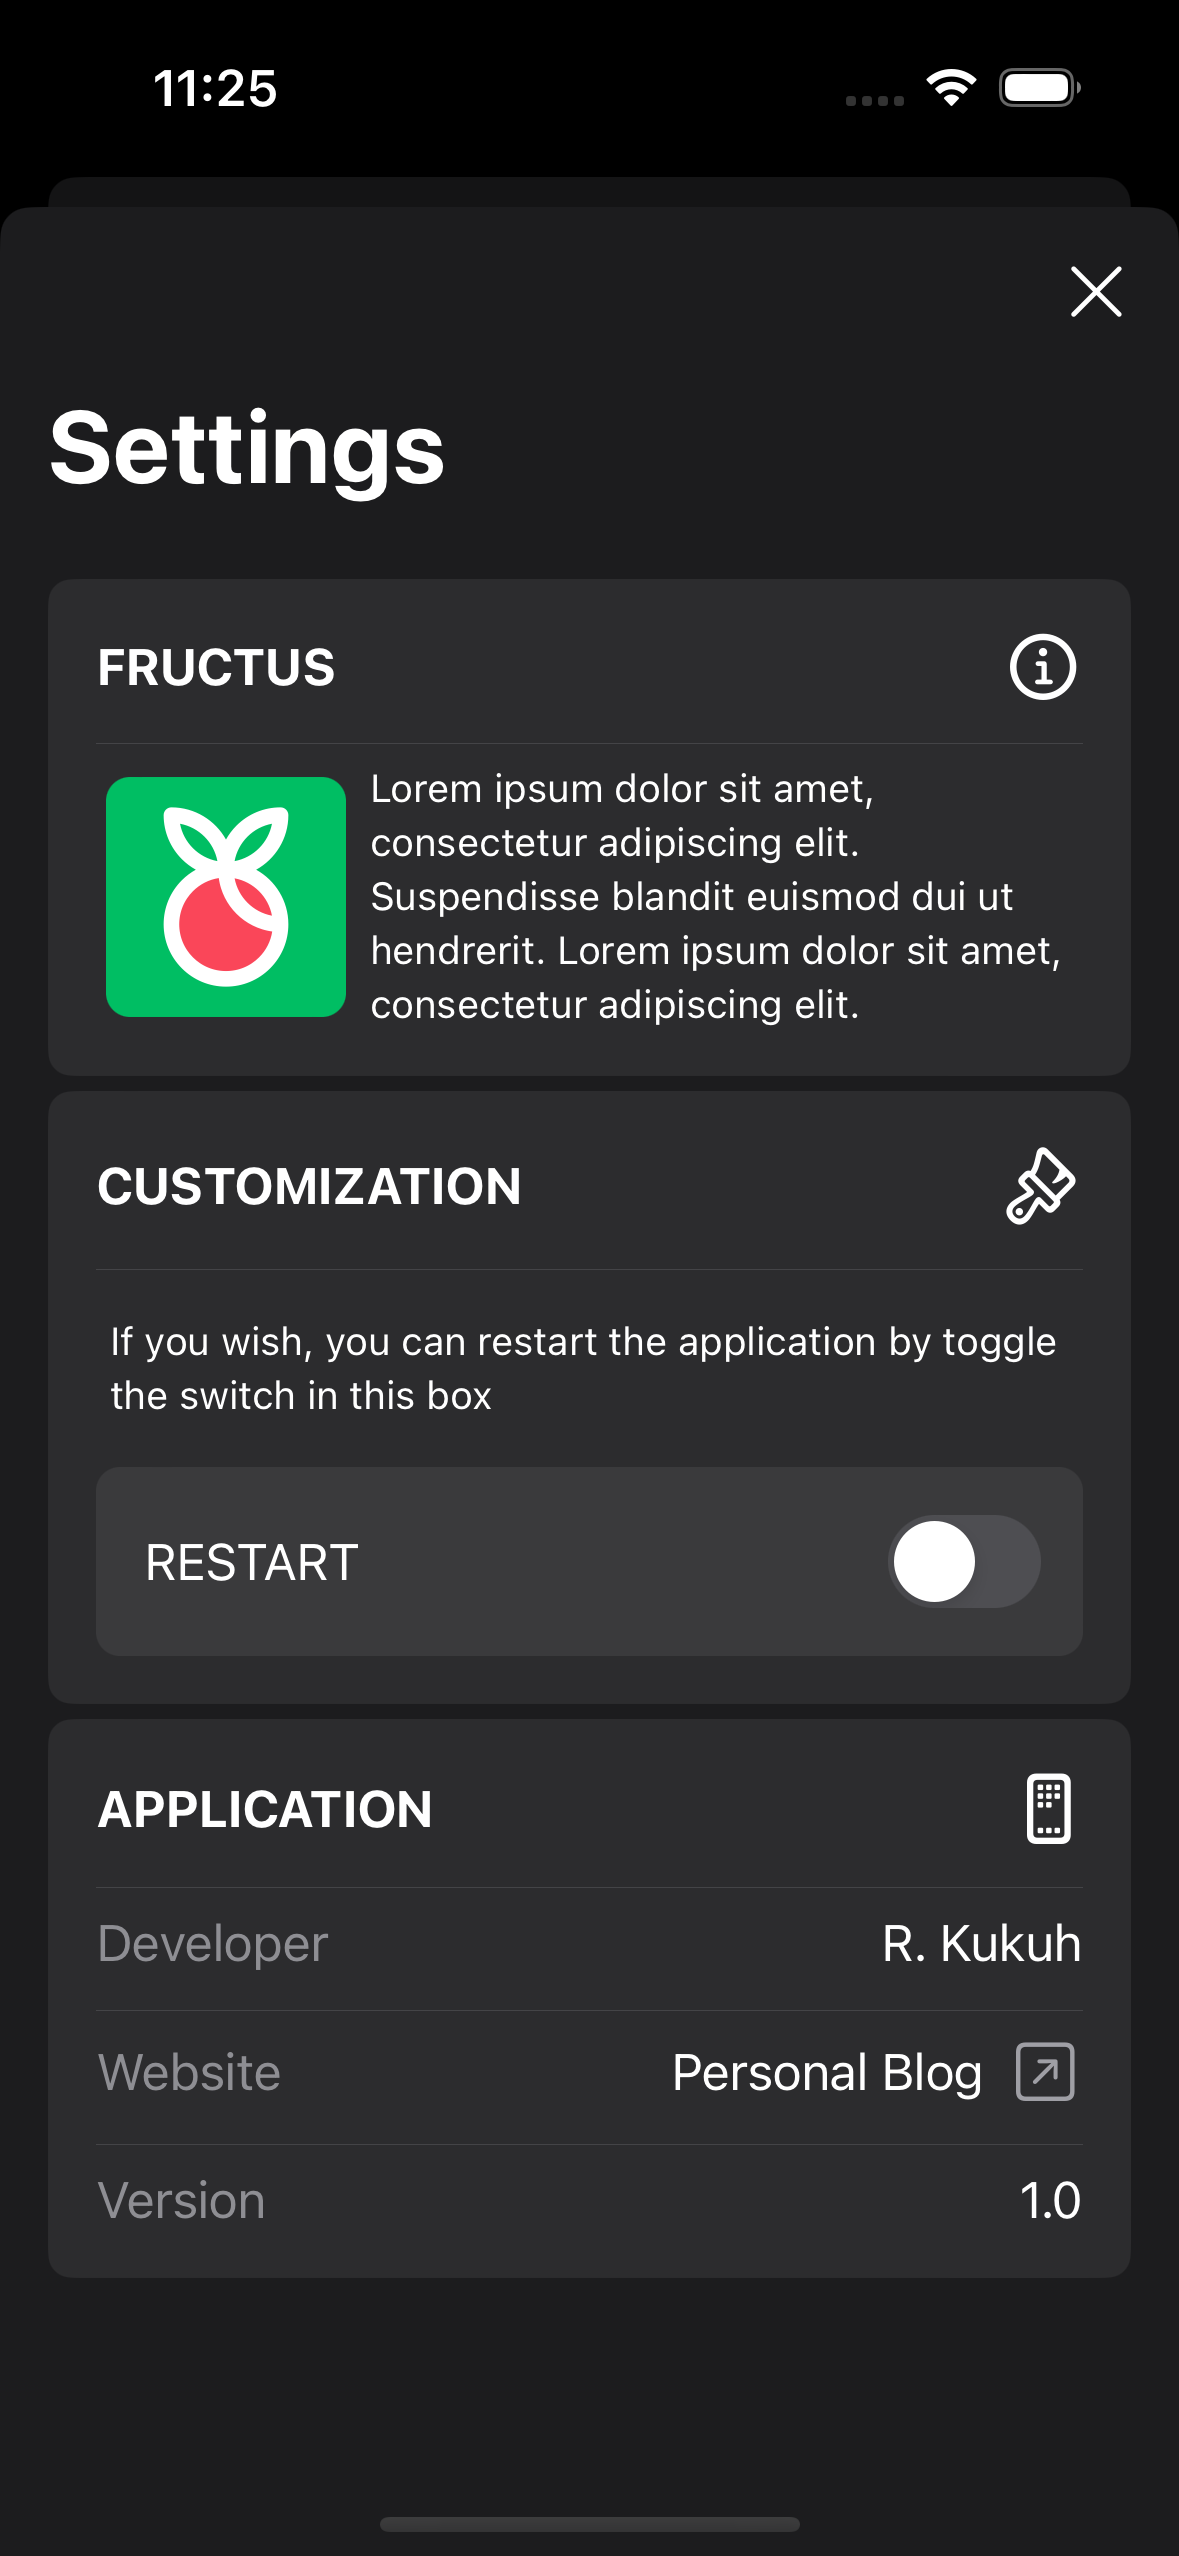 11:25
Settings
FRUCTUS
Lorem ipsum dolor sit amet,
consectetur adipiscing elit.
Suspendisse blandit euismod dui ut
hendrerit. Lorem ipsum dolor sit amet,
consectetur adipiscing elit.
CUSTOMIZATION
If you wish, you can restart the application by toggle
the switch in this box
RESTART
APPLICATION
Developer R. Kukuh
Website Personal Blog
Version 1.0